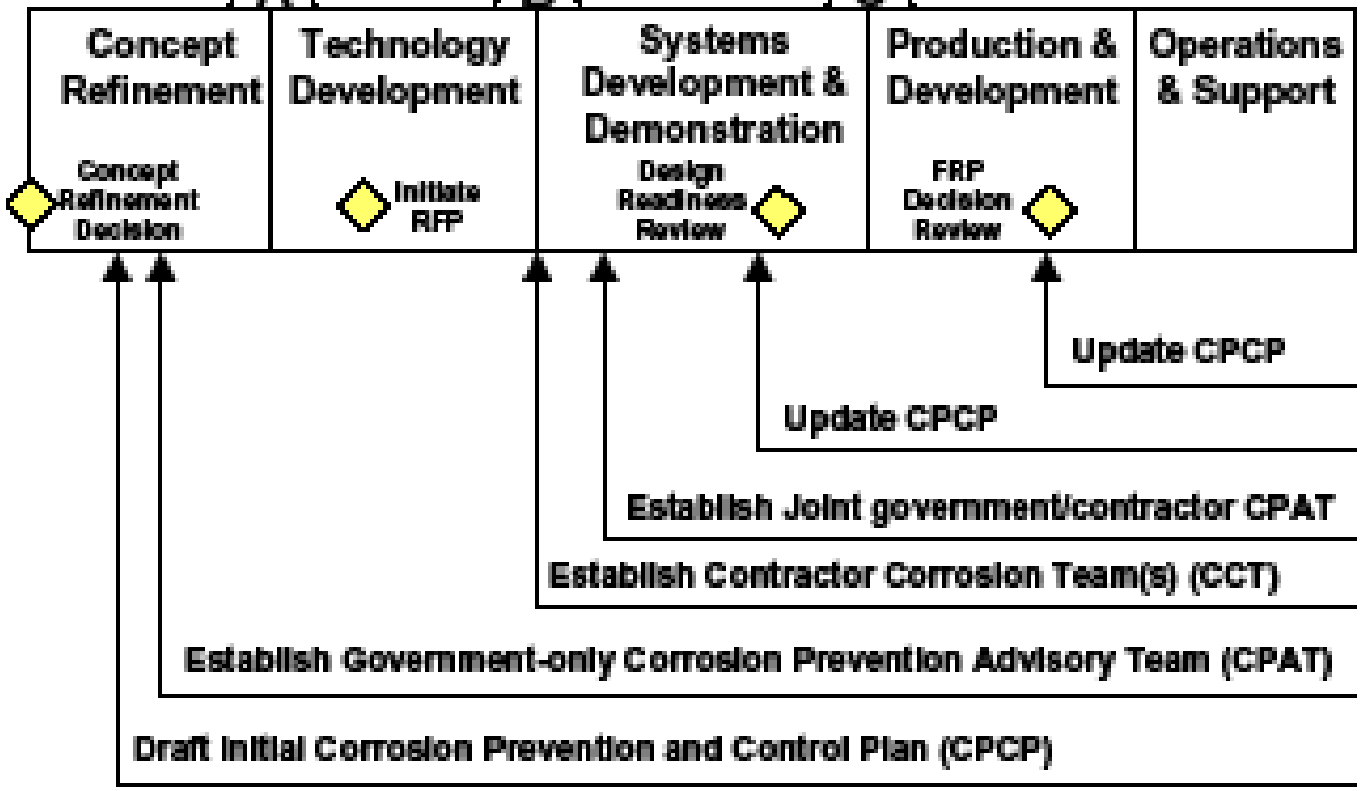 Concept
Refinement
Technology
Development
Systems
Development &
Demonstration
Production &
Development
Operations
& Support
Concept
Refinement
Decision
Initiate
RFP
Design
Readiness
Review
FRP
Decision
Review
Update CPCP
Update CPCP
Establish Joint government/contractor CPAT
Establish Contractor Corrosion Team(s) (CCT)
Establish Government-only Corrosion Prevention Advisory Team (CPAT)
Draft Initial Corrosion Prevention and Control Plan (CPCP)